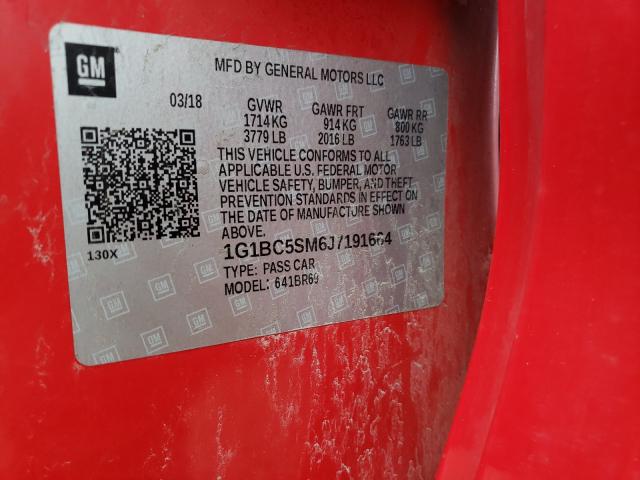 GM
MFD BY GENERAL MOTORS LLC
03/18 GVWR GAWR FRT GAWR RR
1714 KG 914 KG 800 KG
3779 LB 2016 LB 1763 LB
THIS VEHICLE CONFORMS TO ALL
APPLICABLE U.S. FEDERAL MOTOR
VEHICLE SAFETY, BUMPER, AND THEFT
PREVENTION STANDARDS IN EFFECT ON
THE DATE OF MANUFACTURE SHOWN
ABOVE.
130X
1G1BC5SM6J7191664
TYPE: PASS CAR
MODEL: 641BR69